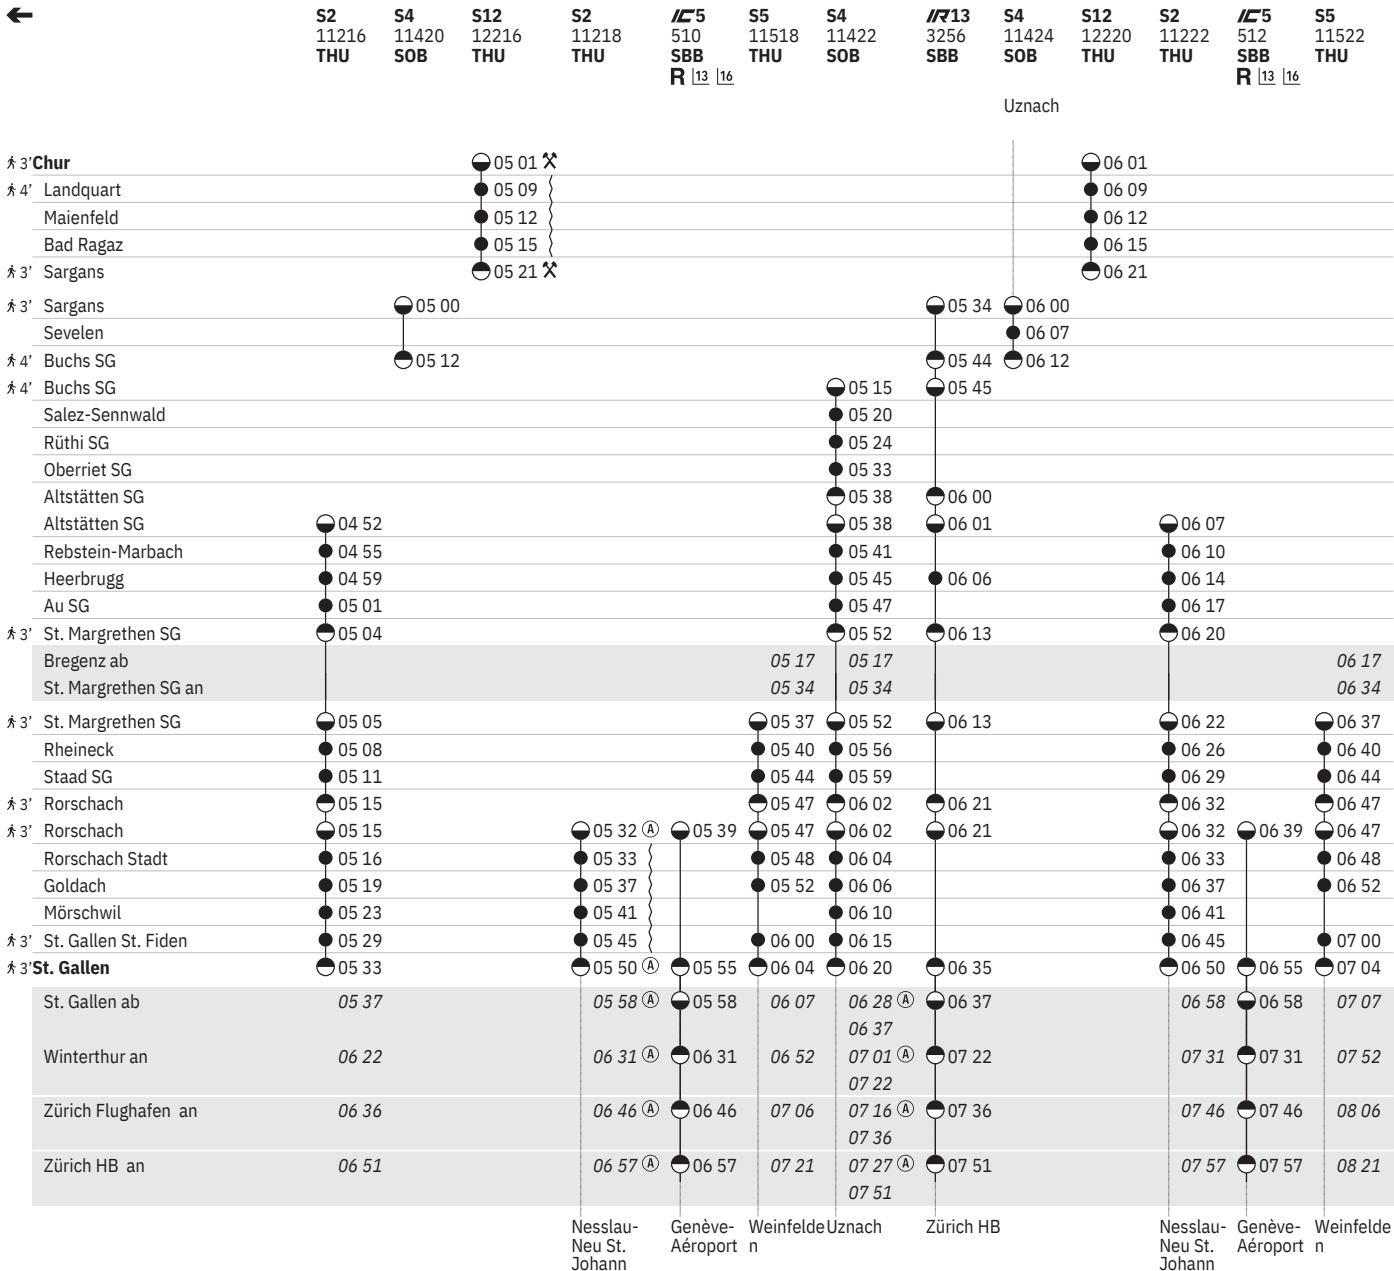 S2 S4 S12 S2 IC5 S5 S4 IR13 S4 S12 S2 IC5 S5
11216 11420 12216 11218 510 11518 11422 3256 11424 12220 11222 512 11522
THU SOB THU THU SBB THU SOB SBB SOB THU THU SBB THU
R 13 16 R 13 16
Uznach
3' Chur 05 01 06 01
4' Landquart 05 09 06 09
Maienfeld 05 12 06 12
Bad Ragaz 05 15 06 15
3' Sargans 05 21 06 21
3' Sargans 05 00 05 34 06 00
Sevelen 06 07
4' Buchs SG 05 12 05 44 06 12
4' Buchs SG 05 15 05 45
Salez-Sennwald 05 20
Rüthi SG 05 24
Oberriet SG 05 33
Altstätten SG 05 38 06 00
Altstätten SG 04 52 05 38 06 01 06 07
Rebstein-Marbach 04 55 05 41 06 10
Heerbrugg 04 59 05 45 06 06 06 14
Au SG 05 01 05 47 06 17
3' St. Margrethen SG 05 04 05 52 06 13 06 20
Bregenz ab 05 17 05 17 06 17
St. Margrethen SG an 05 34 05 34 06 34
3' St. Margrethen SG 05 05 05 37 05 52 06 13 06 22 06 37
Rheineck 05 08 05 40 05 56 06 26 06 40
Staad SG 05 11 05 44 05 59 06 29 06 44
3' Rorschach 05 15 05 47 06 02 06 21 06 32 06 47
3' Rorschach 05 15 05 32 A 05 39 05 47 06 02 06 21 06 32 06 39 06 47
Rorschach Stadt 05 16 05 33 05 48 06 04 06 33 06 48
Goldach 05 19 05 37 05 52 06 06 06 37 06 52
Mörschwil 05 23 05 41 06 10 06 41
3' St. Gallen St. Fiden 05 29 05 45 06 00 06 15 06 45 07 00
3' St. Gallen 05 33 05 50 A 05 55 06 04 06 20 06 35 06 50 06 55 07 04
St. Gallen ab 05 37 05 58 A 05 58 06 07 06 28 A 06 37 06 58 06 58 07 07
06 37
Winterthur an 06 22 06 31 A 06 31 06 52 07 01 A 07 22 07 31 07 31 07 52
07 22
Zürich Flughafen an 06 36 06 46 A 06 46 07 06 07 16 A 07 36 07 46 07 46 08 06
07 36
Zürich HB an 06 51 06 57 A 06 57 07 21 07 27 A 07 51 07 57 07 57 08 21
07 51
Nesslau- Genève- Weinfelde Uznach Zürich HB Nesslau- Genève- Weinfelde
Neu St. Aéroport n Neu St. Aéroport n
Johann Johann